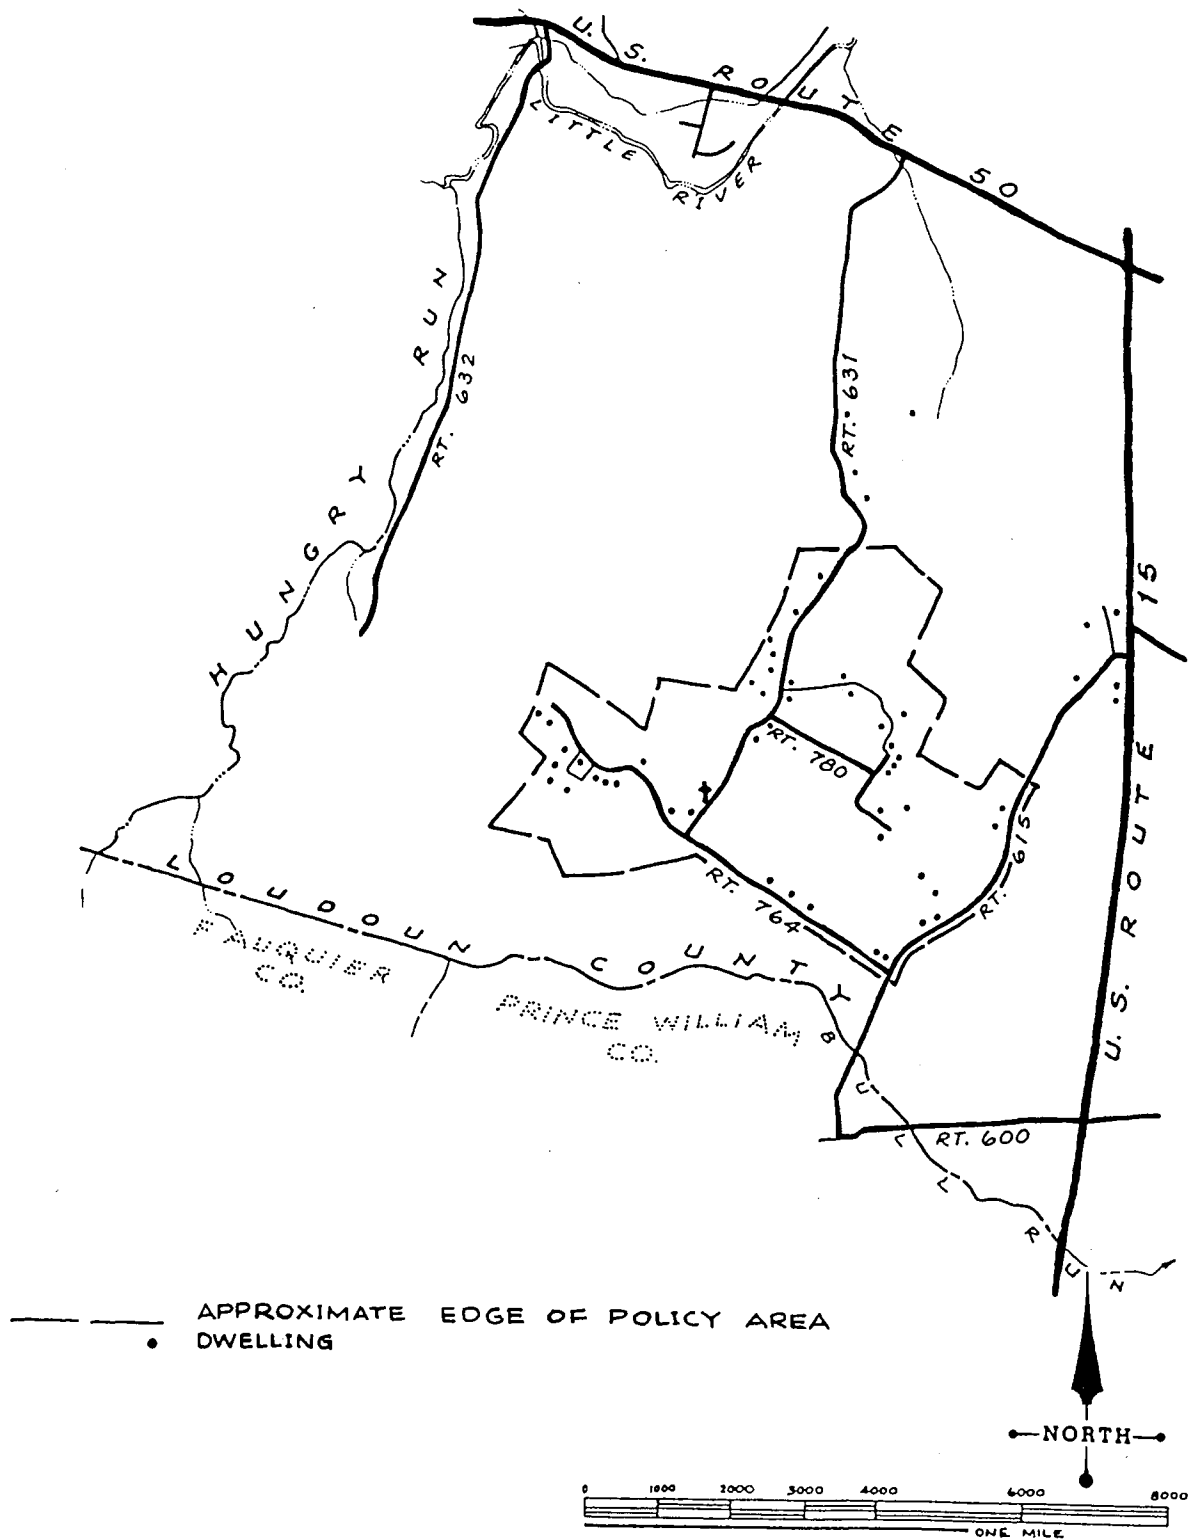 U. S. ROUTE 50
LITTLE RIVER
HUNGRY RUN
RT. 632
RT. 631
U.S. ROUTE 15
RT. 780
RT. 615
RT. 764
LOUDOUN COUNTY
FAUQUIER
CO.
PRINCE WILLIAM
CO.
BULL RUN
RT. 600
APPROXIMATE EDGE OF POLICY AREA
DWELLING
NORTH
0 1000 2000 3000 4000 6000 8000
ONE MILE